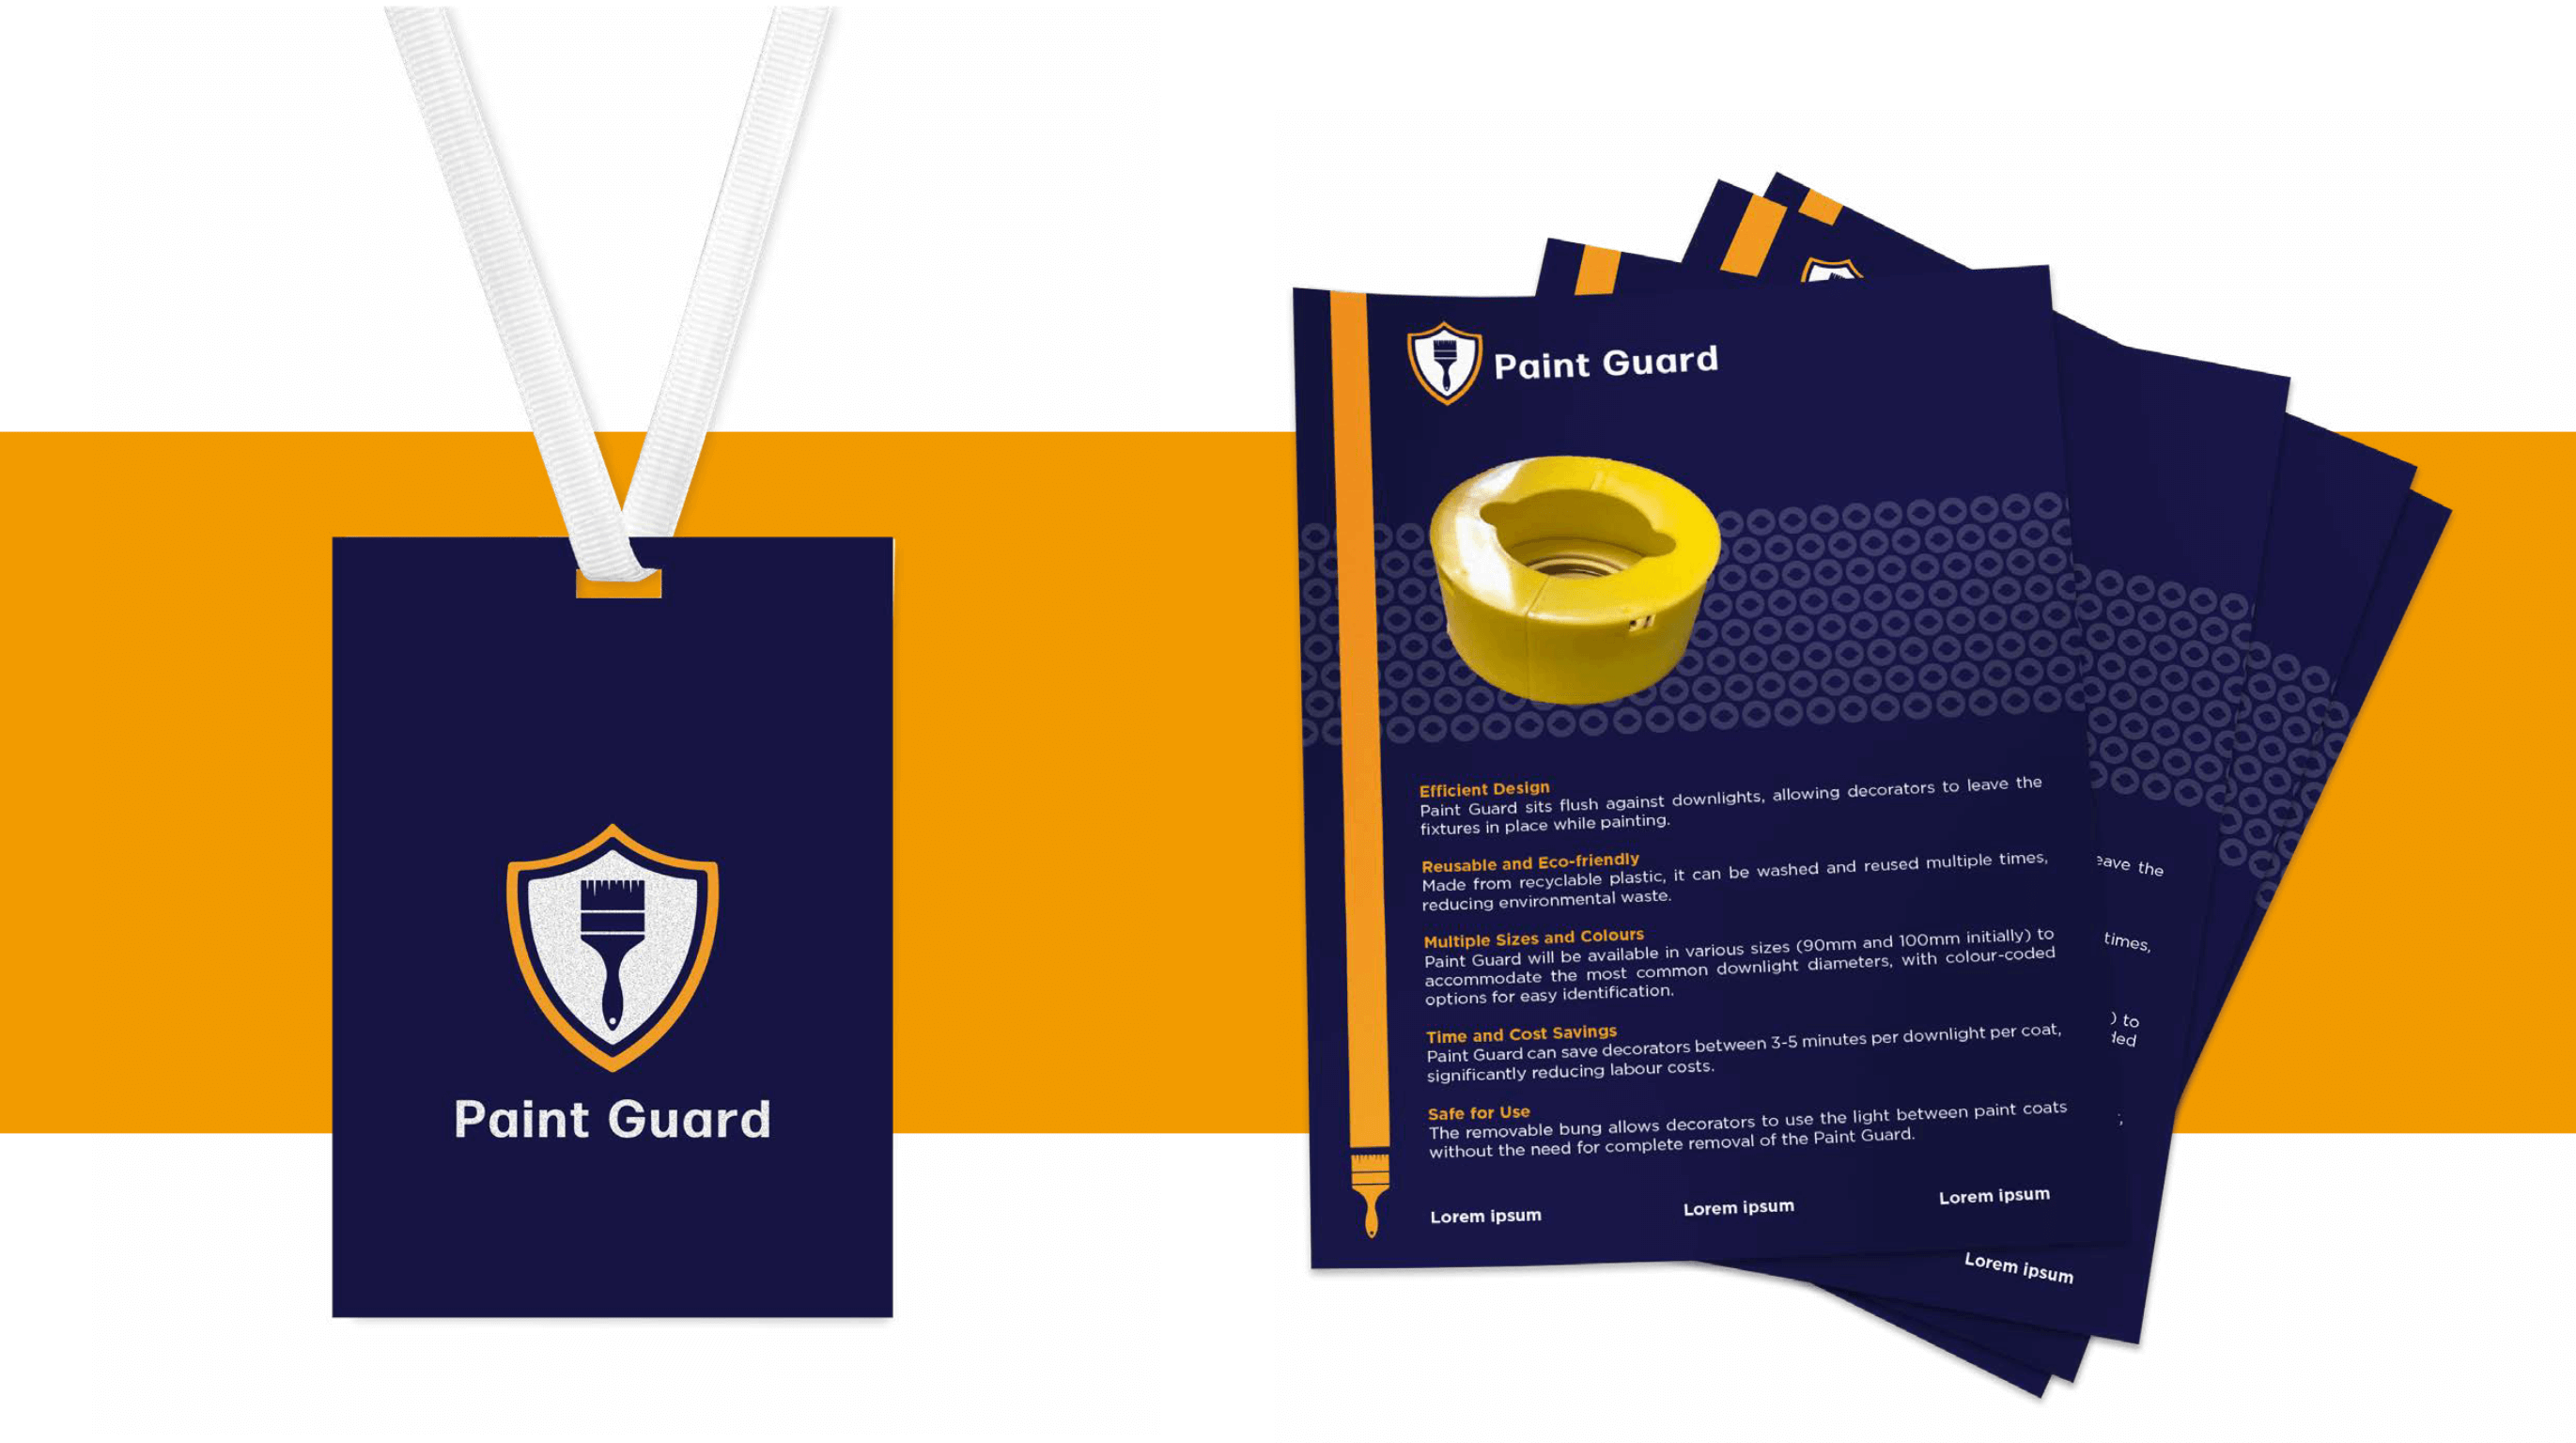 Paint Guard
Paint Guard
Efficient Design
Paint Guard sits flush against downlights, allowing decorators to leave the
fixtures in place while painting.
Reusable and Eco-friendly
Made from recyclable plastic, it can be washed and reused multiple times,
reducing environmental waste.
Multiple Sizes and Colours
Paint Guard will be available in various sizes (90mm and 100mm initially) to
accommodate the most common downlight diameters, with colour-coded
options for easy identification.
Time and Cost Savings
Paint Guard can save decorators between 3-5 minutes per downlight per coat,
significantly reducing labour costs.
Safe for Use
The removable bung allows decorators to use the light between paint coats
without the need for complete removal of the Paint Guard.
Lorem ipsum
Lorem ipsum
Lorem ipsum
the
times,
) to
Lorem ipsum